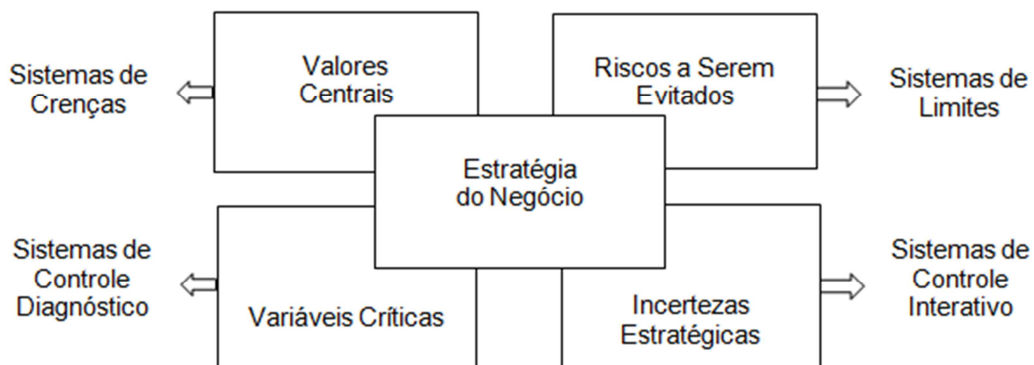 Sistemas de
Crenças
Valores
Centrais
Riscos a Serem
Evitados
Sistemas de
Limites
Estratégia
do Negócio
Sistemas de
Controle
Diagnóstico
Variáveis Críticas
Incertezas
Estratégicas
Sistemas de
Controle
Interativo